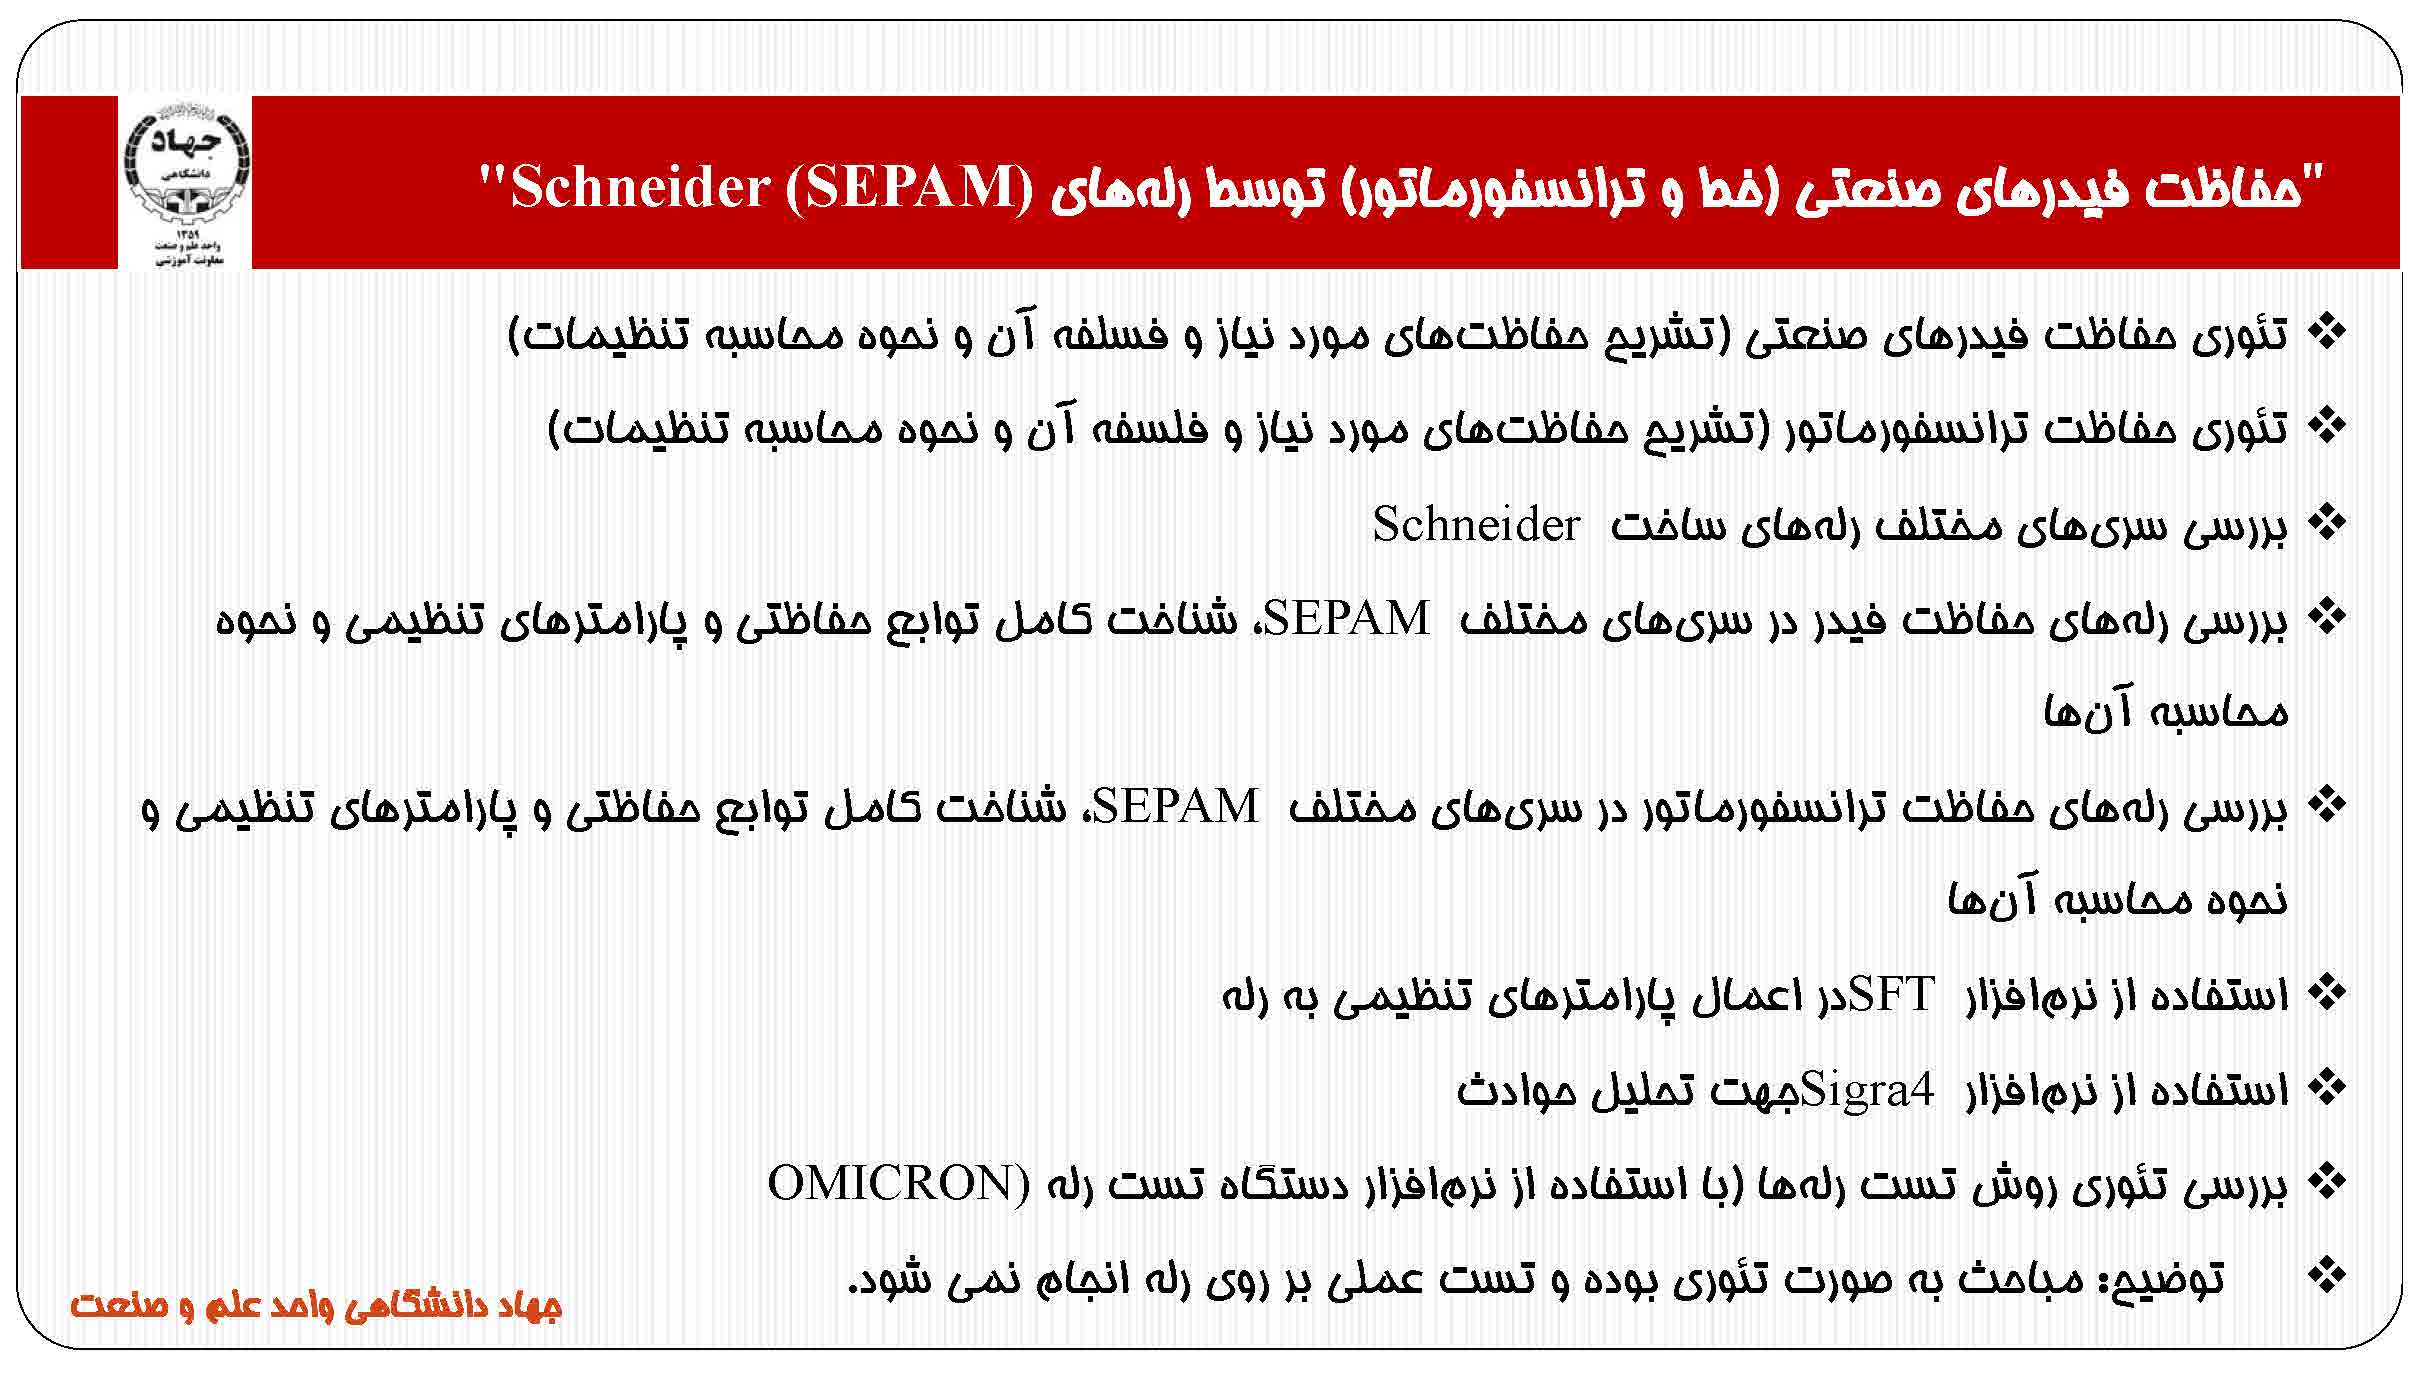 جهاد
دانشگاهی
۱۳۵۹
واحد علم و صنعت
معاونت آموزشی
"حفاظت فیدرهای صنعتی (خط و ترانسفورماتور) توسط رله‌های Schneider (SEPAM)"
❖ تئوری حفاظت فیدرهای صنعتی (تشریح حفاظت‌های مورد نیاز و فسلفه آن و نحوه محاسبه تنظیمات)
❖ تئوری حفاظت ترانسفورماتور (تشریح حفاظت‌های مورد نیاز و فلسفه آن و نحوه محاسبه تنظیمات)
❖ بررسی سری‌های مختلف رله‌های ساخت Schneider
❖ بررسی رله‌های حفاظت فیدر در سری‌های مختلف SEPAM، شناخت کامل توابع حفاظتی و پارامترهای تنظیمی و نحوه
محاسبه آن‌ها
❖ بررسی رله‌های حفاظت ترانسفورماتور در سری‌های مختلف SEPAM، شناخت کامل توابع حفاظتی و پارامترهای تنظیمی و
نحوه محاسبه آن‌ها
❖ استفاده از نرم‌افزار SFTدر اعمال پارامترهای تنظیمی به رله
❖ استفاده از نرم‌افزار Sigra4جهت تحلیل حوادث
❖ بررسی تئوری روش تست رله‌ها (با استفاده از نرم‌افزار دستگاه تست رله (OMICRON
❖ توضیح: مباحث به صورت تئوری بوده و تست عملی بر روی رله انجام نمی شود.
جهاد دانشگاهی واحد علم و صنعت